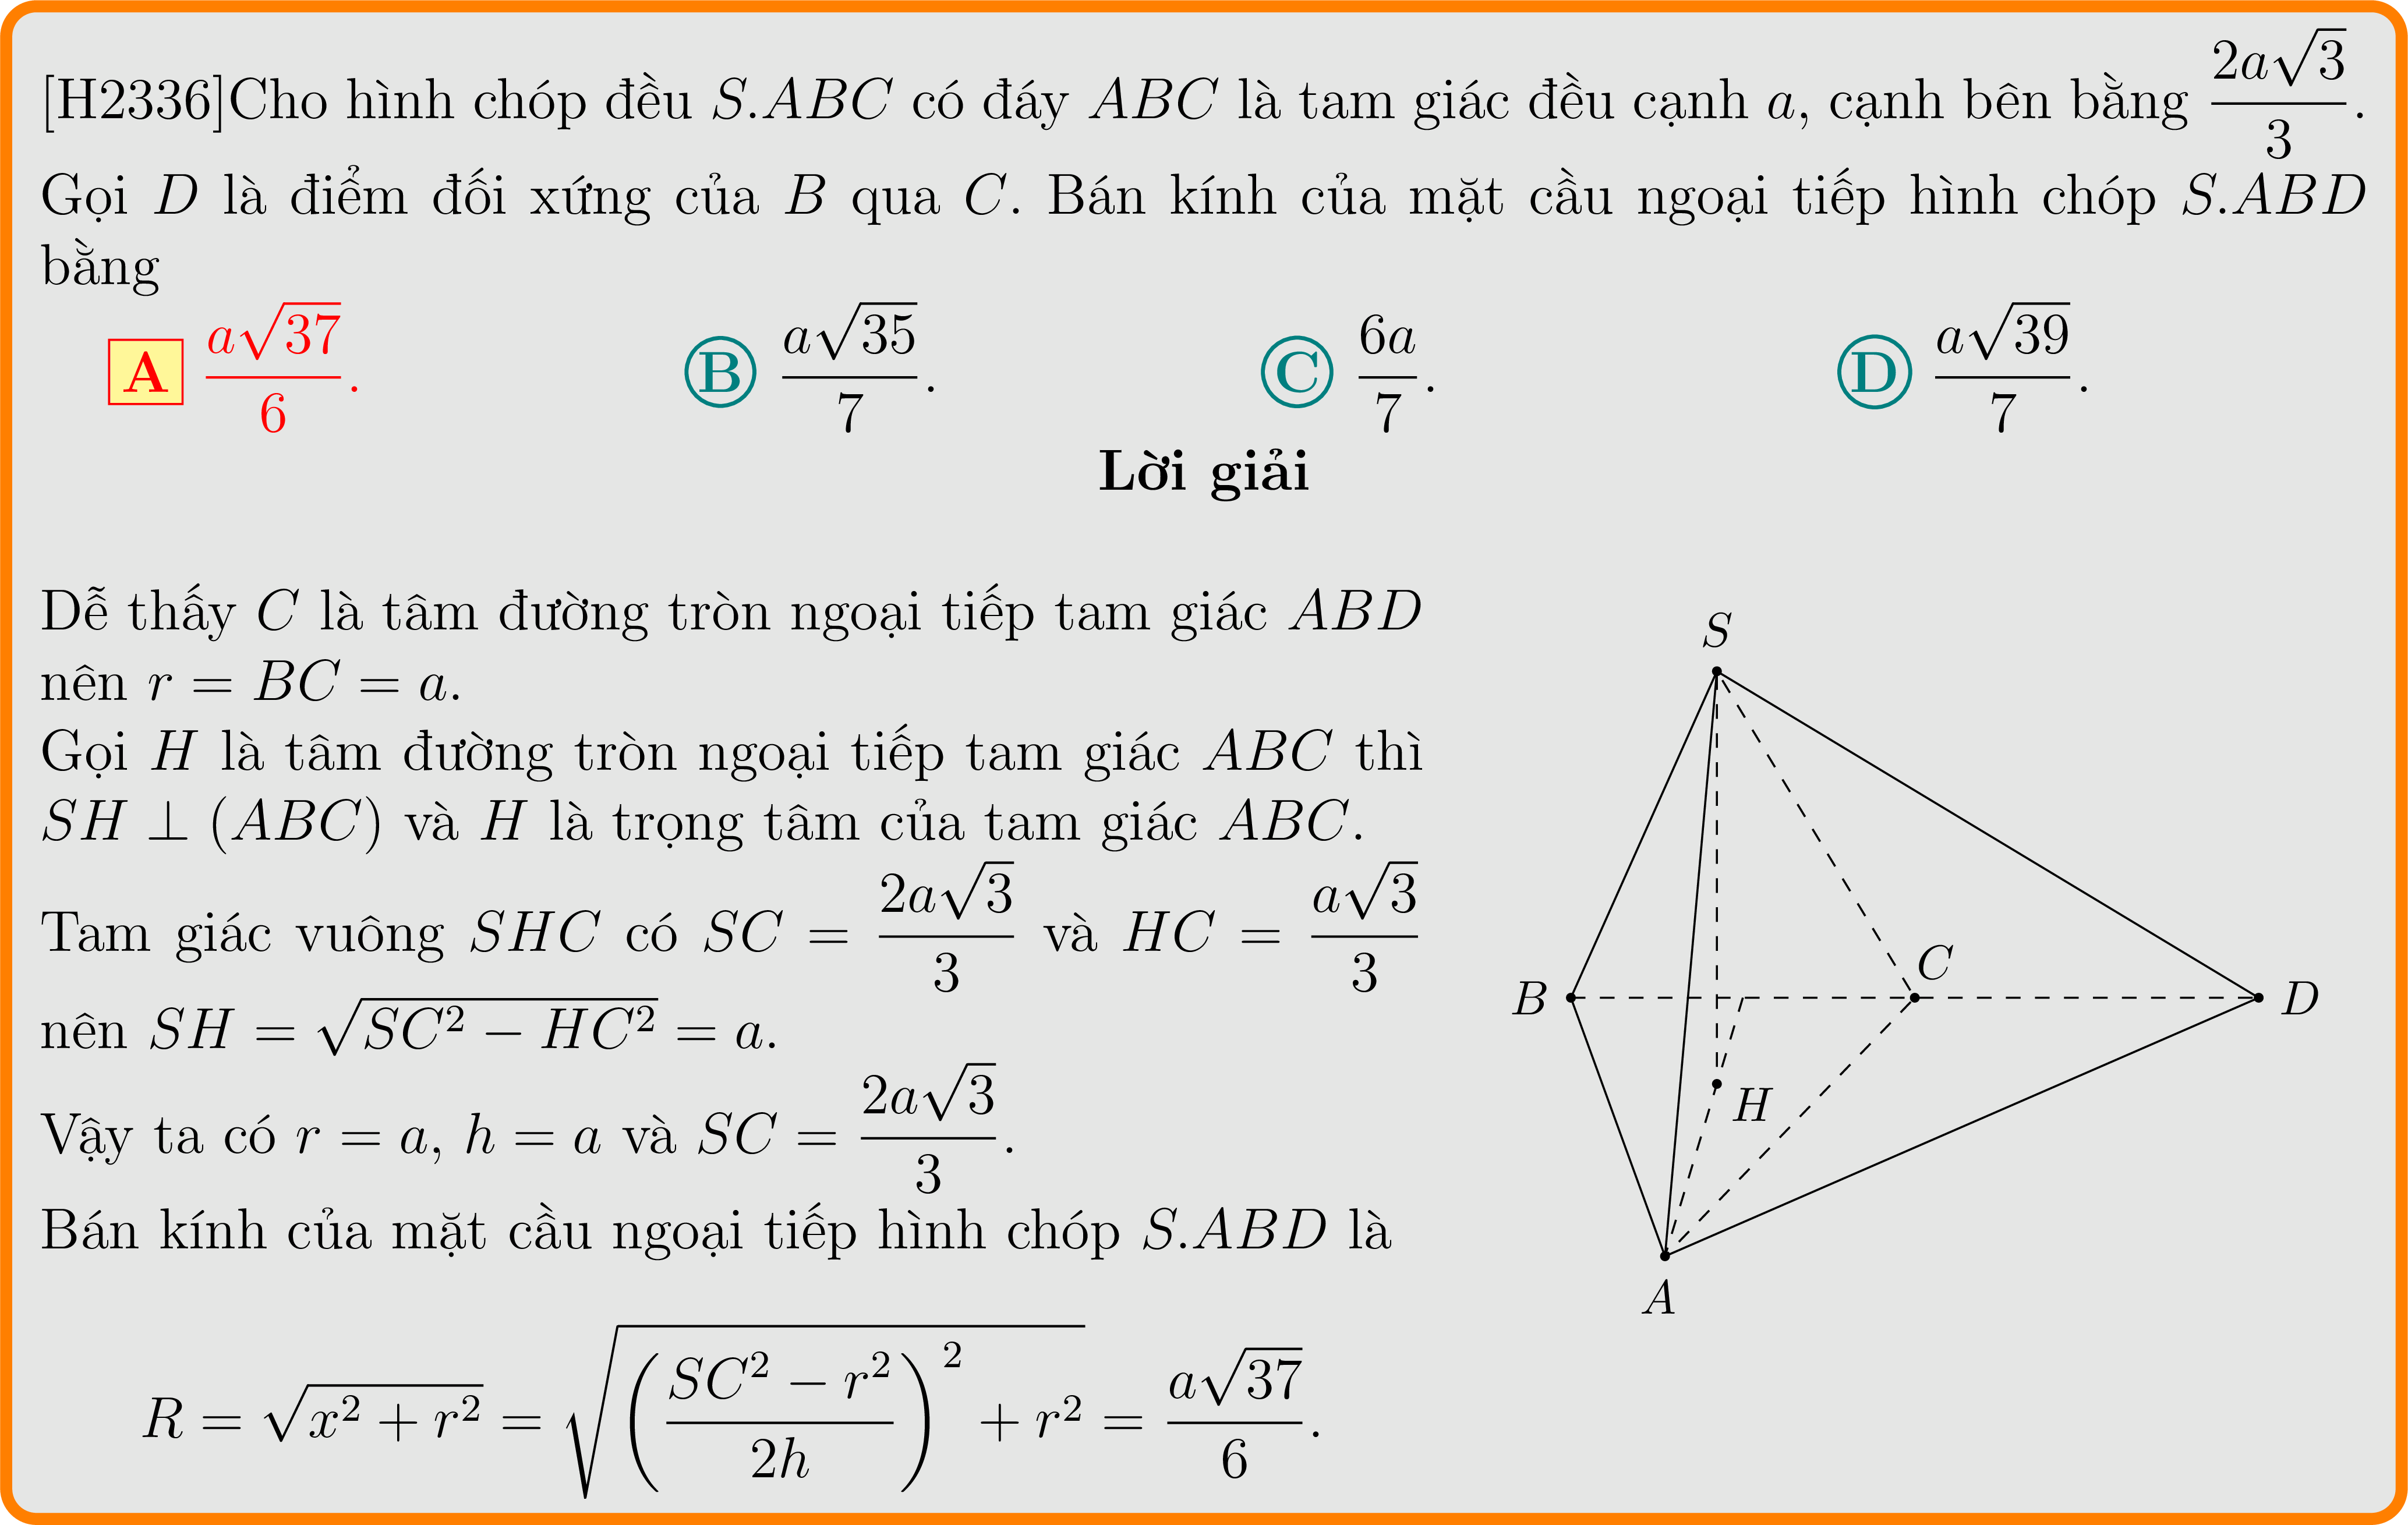 [H2336]Cho hình chóp đều S.ABC có đáy ABC là tam giác đều cạnh a, cạnh bên bằng \frac{2a\sqrt{3}}{3}.
Gọi D là điểm đối xứng của B qua C. Bán kính của mặt cầu ngoại tiếp hình chóp S.ABD
bằng
A \frac{a\sqrt{37}}{6}. B \frac{a\sqrt{35}}{7}. C \frac{6a}{7}. D \frac{a\sqrt{39}}{7}.
Lời giải
Dễ thấy C là tâm đường tròn ngoại tiếp tam giác ABD
nên r = BC = a.
Gọi H là tâm đường tròn ngoại tiếp tam giác ABC thì
SH ⊥ (ABC) và H là trọng tâm của tam giác ABC.
Tam giác vuông SHC có SC = \frac{2a\sqrt{3}}{3} và HC = \frac{a\sqrt{3}}{3}
nên SH = \sqrt{SC^2 − HC^2} = a.
Vậy ta có r = a, h = a và SC = \frac{2a\sqrt{3}}{3}.
Bán kính của mặt cầu ngoại tiếp hình chóp S.ABD là
R = \sqrt{x^2 + r^2} = \sqrt{\left(\frac{SC^2 − r^2}{2h}\right)^2 + r^2} = \frac{a\sqrt{37}}{6}.
S
C
B
D
H
A